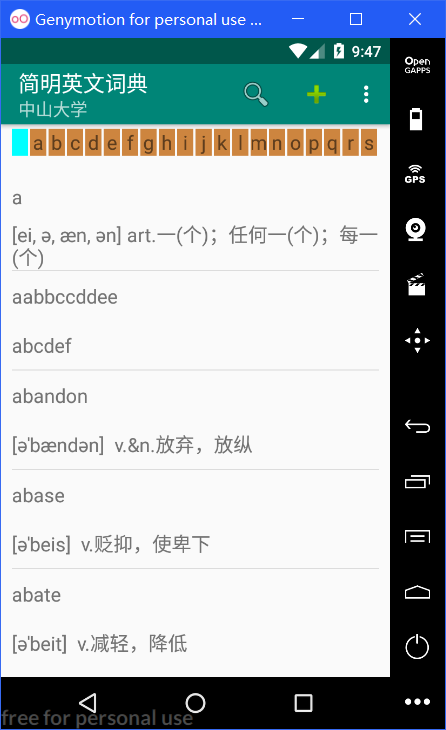 Genymotion for personal use ...
9:47
Open
GAPPS
简明英文词典
中山大学
GPS
a b c d e f g h i j k l m n o p q r s
a
[ei, ə, æn, ən] art.一(个)；任何一(个)；每一
(个)
aabbccddee
abcdef
abandon
[ə'bændən]  v.&n.放弃，放纵
abase
[ə'beis]  v.贬抑，使卑下
abate
[ə'beit]  v.减轻，降低
free for personal use